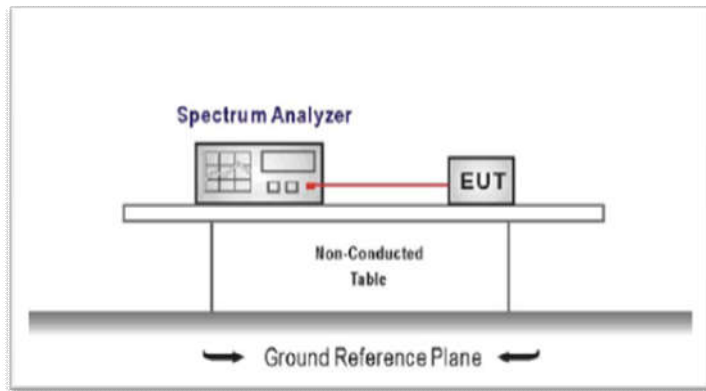 Spectrum Analyzer
EUT
Non-Conducted
Table
Ground Reference Plane